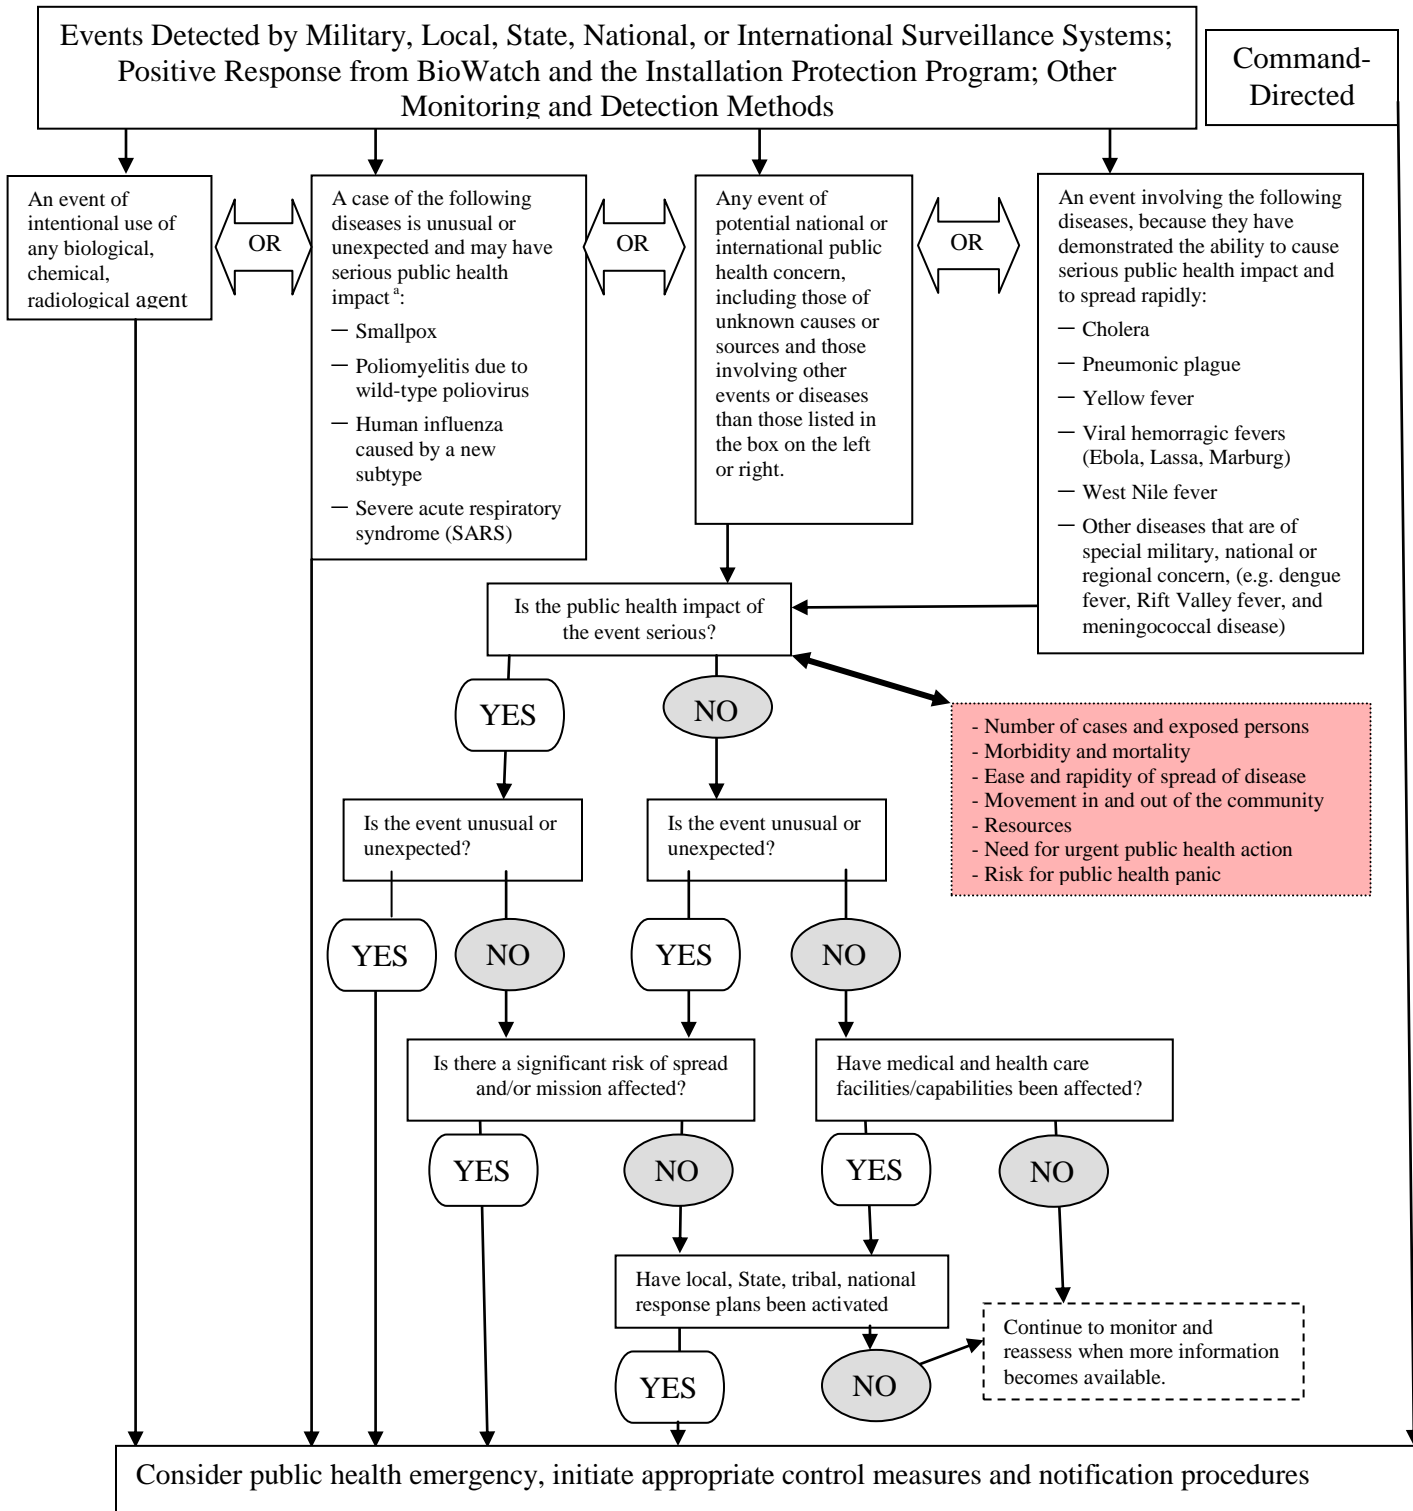 Events Detected by Military, Local, State, National, or International Surveillance Systems;
Positive Response from BioWatch and the Installation Protection Program; Other
Monitoring and Detection Methods
Command-
Directed
An event of
intentional use of
any biological,
chemical,
radiological agent
OR
A case of the following
diseases is unusual or
unexpected and may have
serious public health
impact a:
— Smallpox
— Poliomyelitis due to
wild-type poliovirus
— Human influenza
caused by a new
subtype
— Severe acute respiratory
syndrome (SARS)
OR
Any event of
potential national or
international public
health concern,
including those of
unknown causes or
sources and those
involving other
events or diseases
than those listed in
the box on the left
or right.
OR
An event involving the following
diseases, because they have
demonstrated the ability to cause
serious public health impact and
to spread rapidly:
— Cholera
— Pneumonic plague
— Yellow fever
— Viral hemorragic fevers
(Ebola, Lassa, Marburg)
— West Nile fever
— Other diseases that are of
special military, national or
regional concern, (e.g. dengue
fever, Rift Valley fever, and
meningococcal disease)
Is the public health impact of
the event serious?
YES
NO
- Number of cases and exposed persons
- Morbidity and mortality
- Ease and rapidity of spread of disease
- Movement in and out of the community
- Resources
- Need for urgent public health action
- Risk for public health panic
Is the event unusual or
unexpected?
Is the event unusual or
unexpected?
YES
NO
YES
NO
Is there a significant risk of spread
and/or mission affected?
Have medical and health care
facilities/capabilities been affected?
YES
NO
YES
NO
Have local, State, tribal, national
response plans been activated
Continue to monitor and
reassess when more information
becomes available.
YES
NO
Consider public health emergency, initiate appropriate control measures and notification procedures